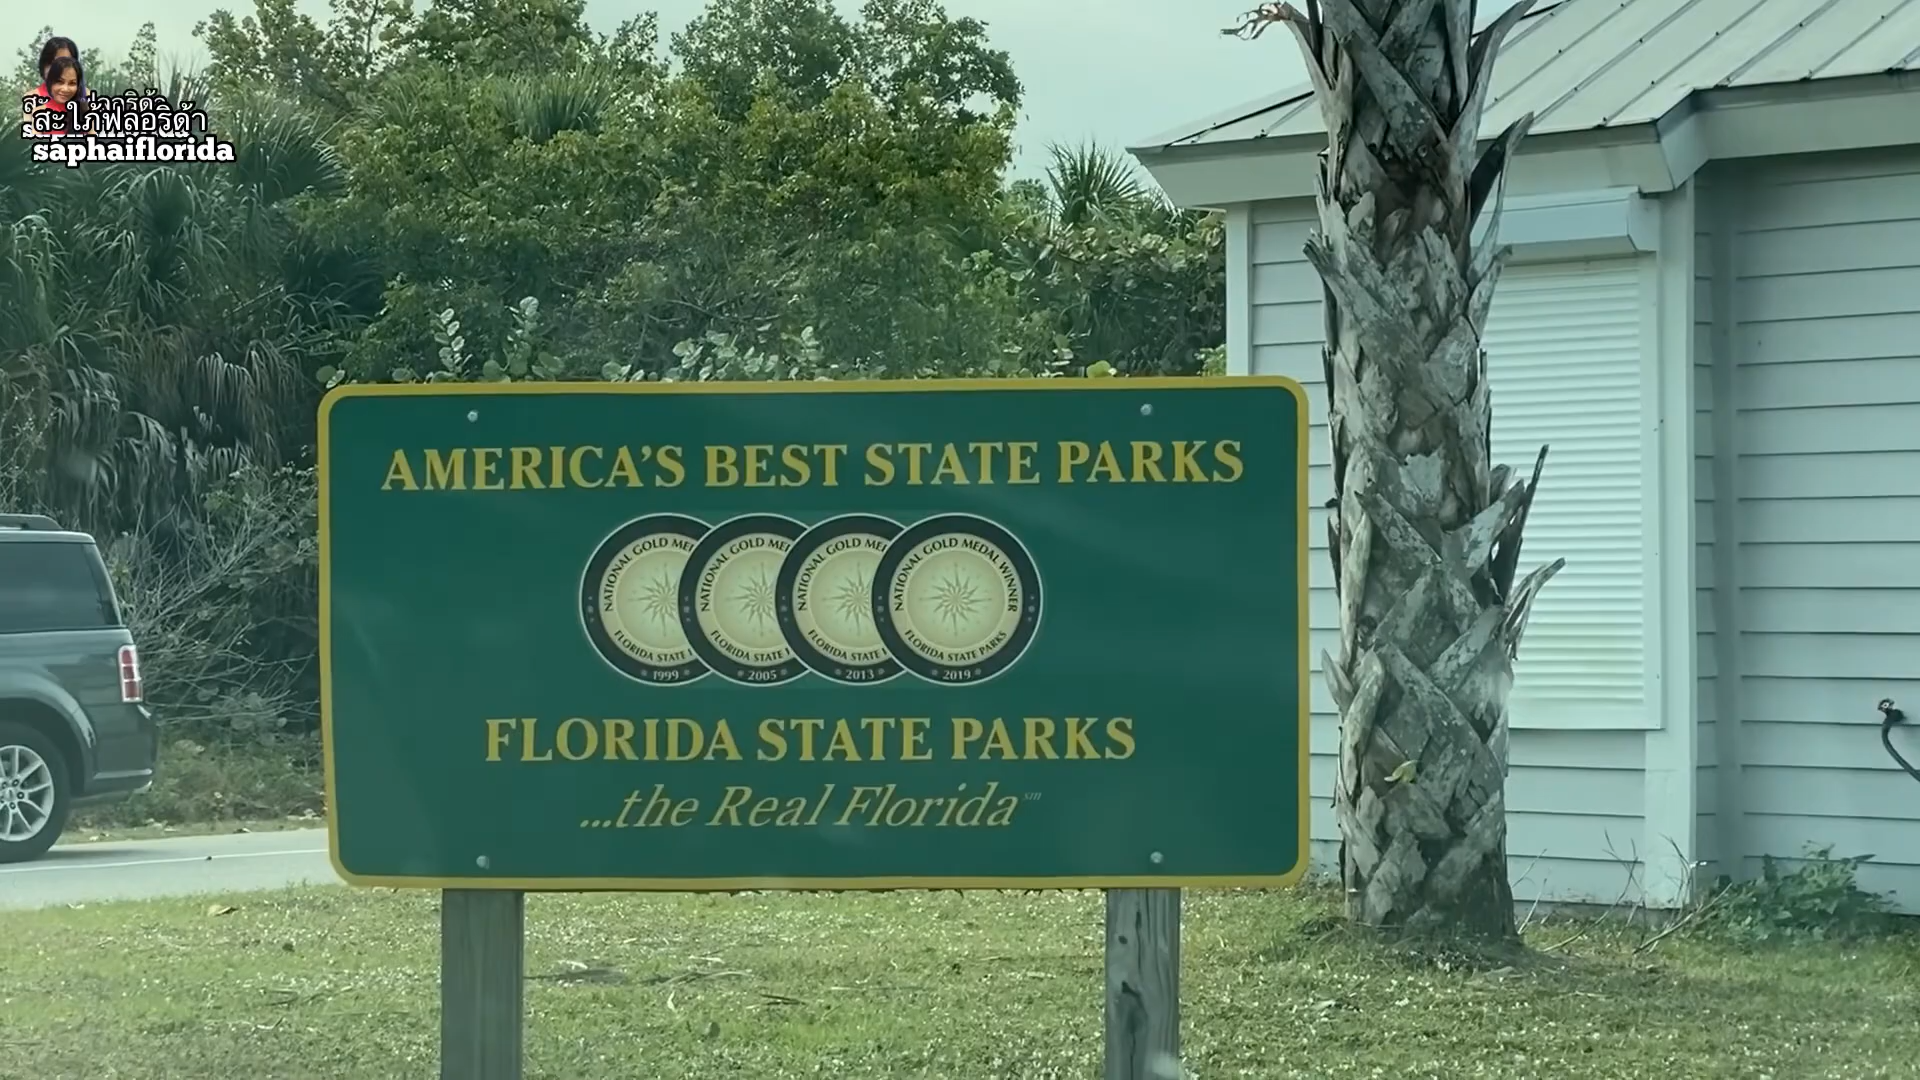 สะใภ้ฟลอริด้า
saphaiflorida
AMERICA'S BEST STATE PARKS
NATIONAL GOLD MEDAL WINNER
FLORIDA STATE PARKS
1999
2005
2013
2019
FLORIDA STATE PARKS
...the Real Florida℠